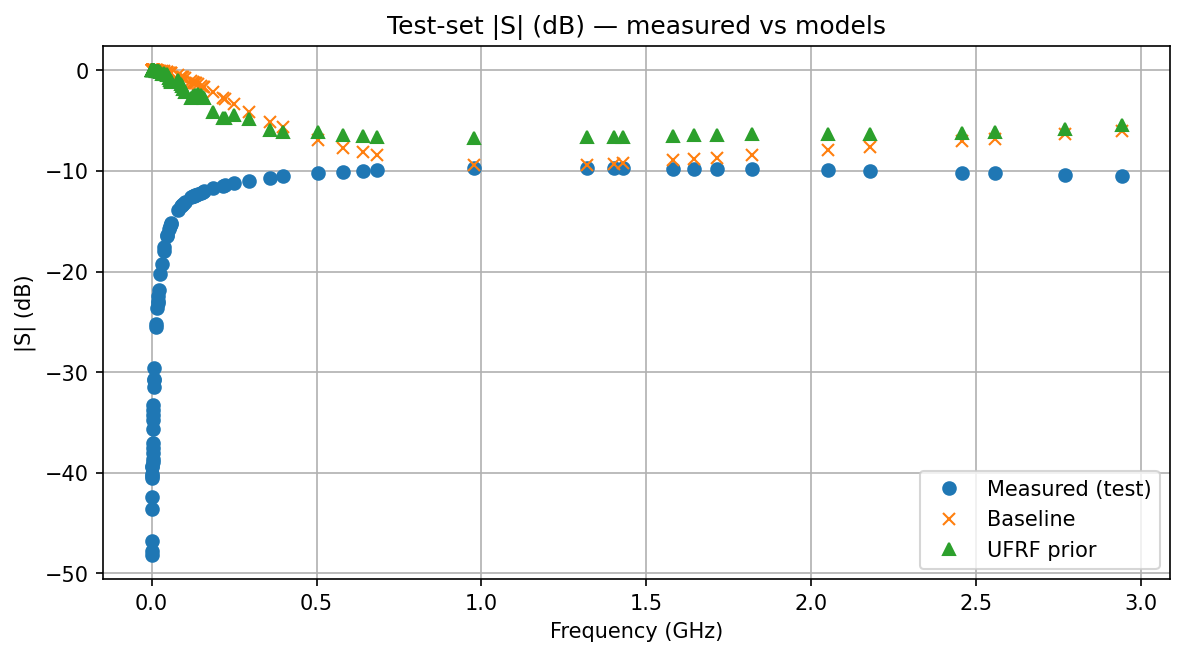 Test-set |S| (dB) — measured vs models
|S| (dB)
0
−10
−20
−30
−40
−50
Measured (test)
Baseline
UFRF prior
0.0 0.5 1.0 1.5 2.0 2.5 3.0
Frequency (GHz)